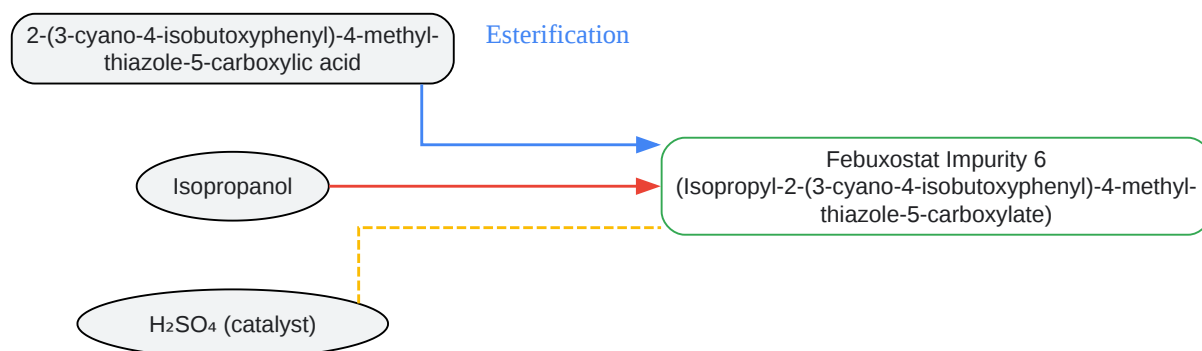 2-(3-cyano-4-isobutoxyphenyl)-4-methyl-
thiazole-5-carboxylic acid
Esterification
Isopropanol
Febuxostat Impurity 6
(Isopropyl-2-(3-cyano-4-isobutoxyphenyl)-4-methyl-
thiazole-5-carboxylate)
H₂SO₄ (catalyst)